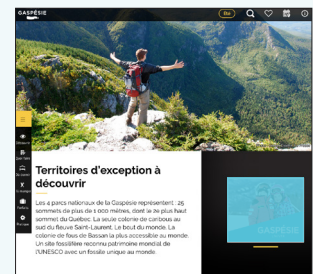 GASPÉSIE
Territoires d'exception à
découvrir
Les 4 parcs nationaux de la Gaspésie représentent : 25
sommets de plus de 1 000 mètres, dont le 2e plus haut
sommet du Québec. La seule colonie de caribous au
sud du fleuve Saint-Laurent. Le bout du monde. La
colonie de fous de Bassan la plus accessible au monde.
Un site fossilifère reconnu patrimoine mondial de
l'UNESCO avec un fossile unique au monde.
GASPÉSIE